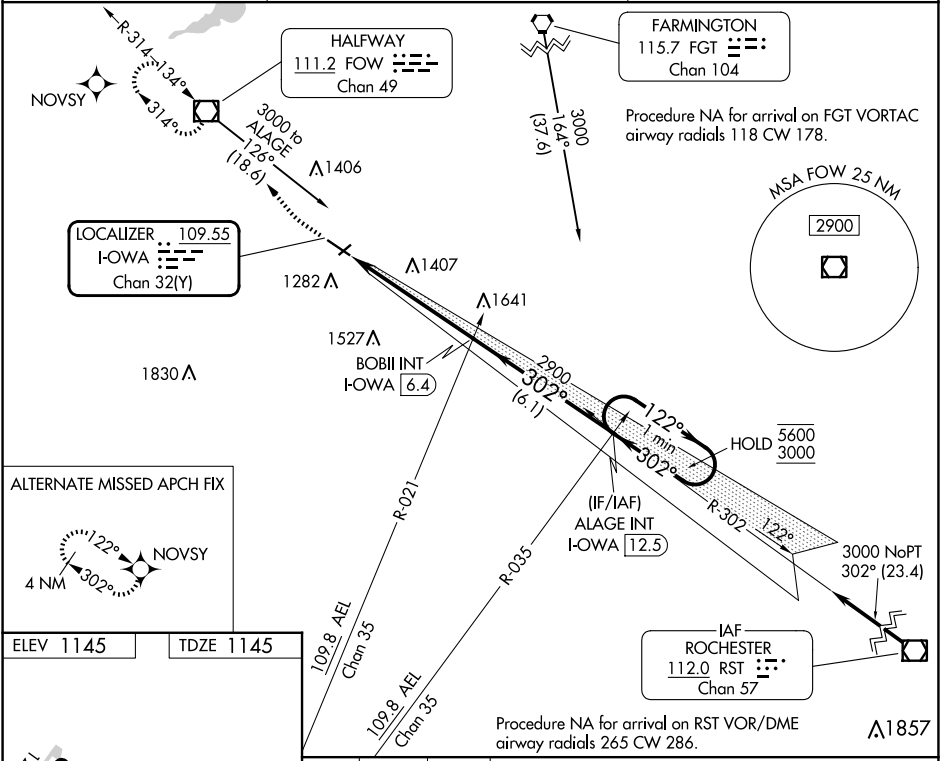 R-314
134°
314°
NOVSY
HALFWAY
111.2 FOW
Chan 49
FARMINGTON
115.7 FGT
Chan 104
3000
164°
(37.6)
Procedure NA for arrival on FGT VORTAC
airway radials 118 CW 178.
3000 to
ALAGE
126°
(18.6)
1406
MSA FOW 25 NM
2900
LOCALIZER 109.55
I-OWA
Chan 32(Y)
1282
1407
1641
1527
1830
BOBII INT
I-OWA 6.4
2900
302°
(6.1)
122°
1 min
302°
HOLD
5600
3000
(IF/IAF)
ALAGE INT
I-OWA 12.5
R-302
122°
3000 NoPT
302° (23.4)
R-021
R-035
ALTERNATE MISSED APCH FIX
122°
302°
NOVSY
4 NM
109.8 AEL
Chan 35
109.8 AEL
Chan 35
IAF
ROCHESTER
112.0 RST
Chan 57
ELEV 1145
TDZE 1145
Procedure NA for arrival on RST VOR/DME
airway radials 265 CW 286.
1857